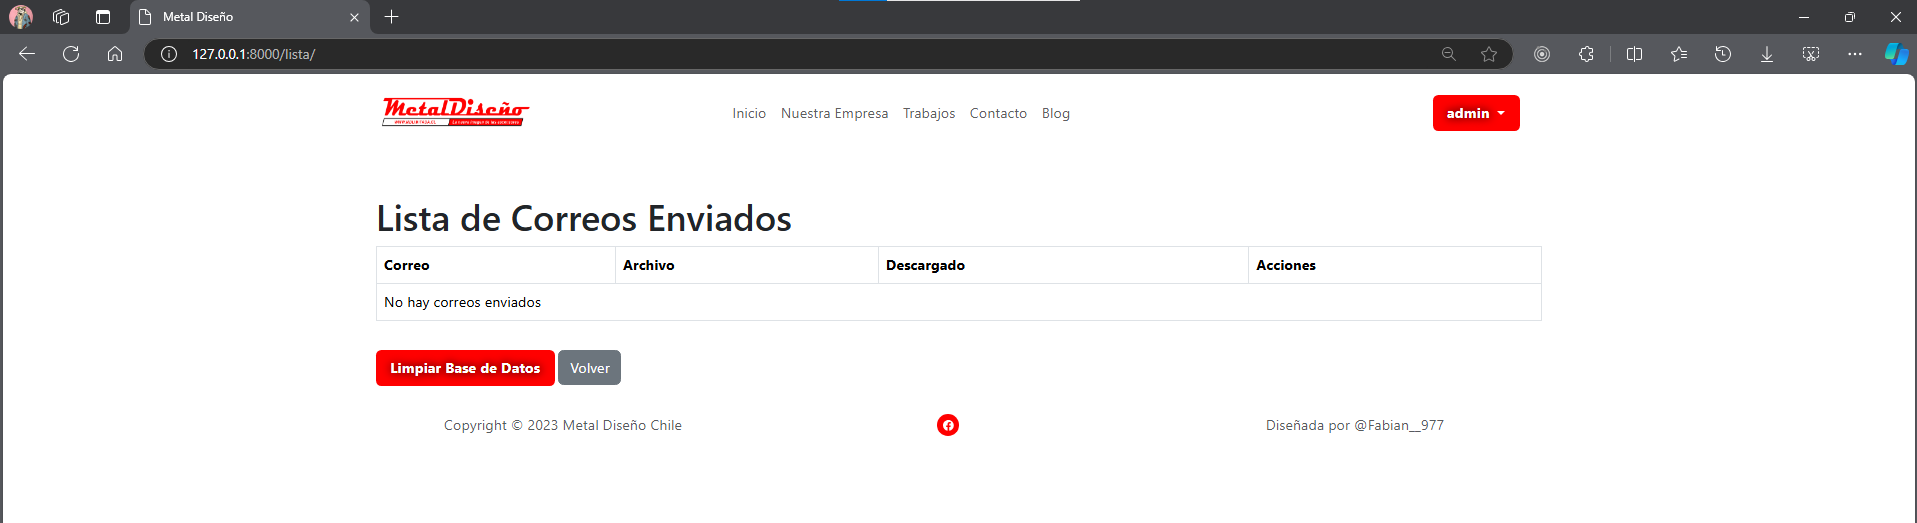 Metal Diseño
127.0.0.1:8000/lista/
MetalDiseño
Inicio Nuestra Empresa Trabajos Contacto Blog
admin
Lista de Correos Enviados
Correo Archivo Descargado Acciones
No hay correos enviados
Limpiar Base de Datos Volver
Copyright © 2023 Metal Diseño Chile
Diseñada por @Fabian__977